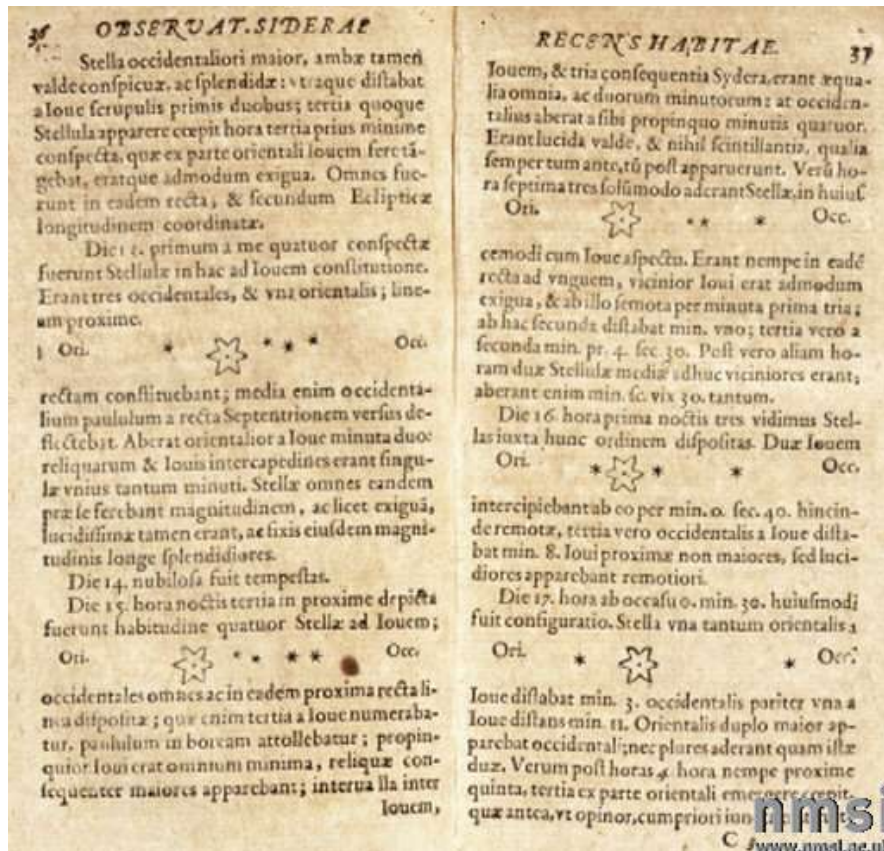 36 OBSERVAT. SIDERAE
Stella occidentaliori maior, ambæ tamen
valde conſpicuæ, ac ſplendidæ: vtraque diſtabat
a Ioue ſcrupulis primis duobus; tertia quoque
Stellula apparere cœpit hora tertia prius minime
conſpecta, quæ ex parte orientali Iouem fere tã-
gebat, eratque admodum exigua. Omnes fue-
runt in eadem recta, & ſecundum Eclipticæ
longitudinem coordinatæ.
Die 13. primum a me quatuor conſpectæ
fuerunt Stellulæ in hac ad Iouem conſtitutione.
Erant tres occidentales, & vna orientalis; line-
am proxime.
Ori. * * * * Occ.
rectam conſtituebant; media enim occidenta-
lium paululum a recta Septentrionem verſus de-
flectebat. Aberat orientalior a Ioue minuta duo:
reliquarum & Iouis intercapedines erant ſingu-
læ vnius tantum minuti. Stellæ omnes eandem
præ ſe ferebant magnitudinem, ac licet exiguã,
lucidiſſimæ tamen erant, ac fixis eiuſdem magni-
tudinis longe ſplendidiores.
Die 14. nubiloſa fuit tempeſtas.
Die 15. hora noctis tertia in proxime depicta
fuerunt habitudine quatuor Stellæ ad Iouem;
Ori. * * * * Occ.
occidentales omnes ac in eadem proxima recta li-
nea diſpoſitæ; quæ enim tertia a Ioue numeraba-
tur, paululum in boream attollebatur; propin-
quior Ioui erat omnium minima, reliquæ con-
ſequenter maiores apparebant; interualla inter
Iouem,
RECENS HABITAE. 37
Iouem, & tria conſequentia Sydera, erant æqua-
lia omnia, ac duorum minutorum: at occiden-
talius aberat a ſibi propinquo minutis quatuor.
Erant lucida valde, & nihil ſcintillantia, qualia
ſemper tum ante, tũ poſt apparuerunt. Verũ ho-
ra ſeptima tres ſolũmodo aderant Stellæ, in huiuſ-
Ori. * * * Occ.
cemodi cum Ioue aſpectu. Erant nempe in eadẽ
recta ad vnguem, vicinior Ioui erat admodum
exigua, & ab illo ſemota per minuta prima tria;
ab hac ſecunda diſtabat min. vno; tertia vero a
ſecunda min. pr. 4. ſec. 30. Poſt vero aliam ho-
ram duæ Stellulæ mediæ adhuc viciniores erant;
aberant enim min. ſc. vix 30. tantum.
Die 16. hora prima noctis tres vidimus Stel-
las iuxta hunc ordinem diſpoſitas. Duæ Iouem
Ori. * * * Occ.
intercipiebant ab eo per min. 0. ſec. 40. hinc in-
de remotæ, tertia vero occidentalis a Ioue diſta-
bat min. 8. Ioui proximæ non maiores, ſed luci-
diores apparebant remotiori.
Die 17. hora ab occaſu 0. min. 30. huiuſmodi
fuit configuratio. Stella vna tantum orientalis a
Ori. * * Occ.
Ioue diſtabat min. 3. occidentalis pariter vna a
Ioue diſtans min. 11. Orientalis duplo maior ap-
parebat occidentali; nec plures aderant quam iſtæ
duæ. Verum poſt horas 4. hora nempe proxime
quinta, tertia ex parte orientali emergere cœpit,
quæ antea, vt opinor, cum priori
C
nmsi
www.nmsi.ac.u